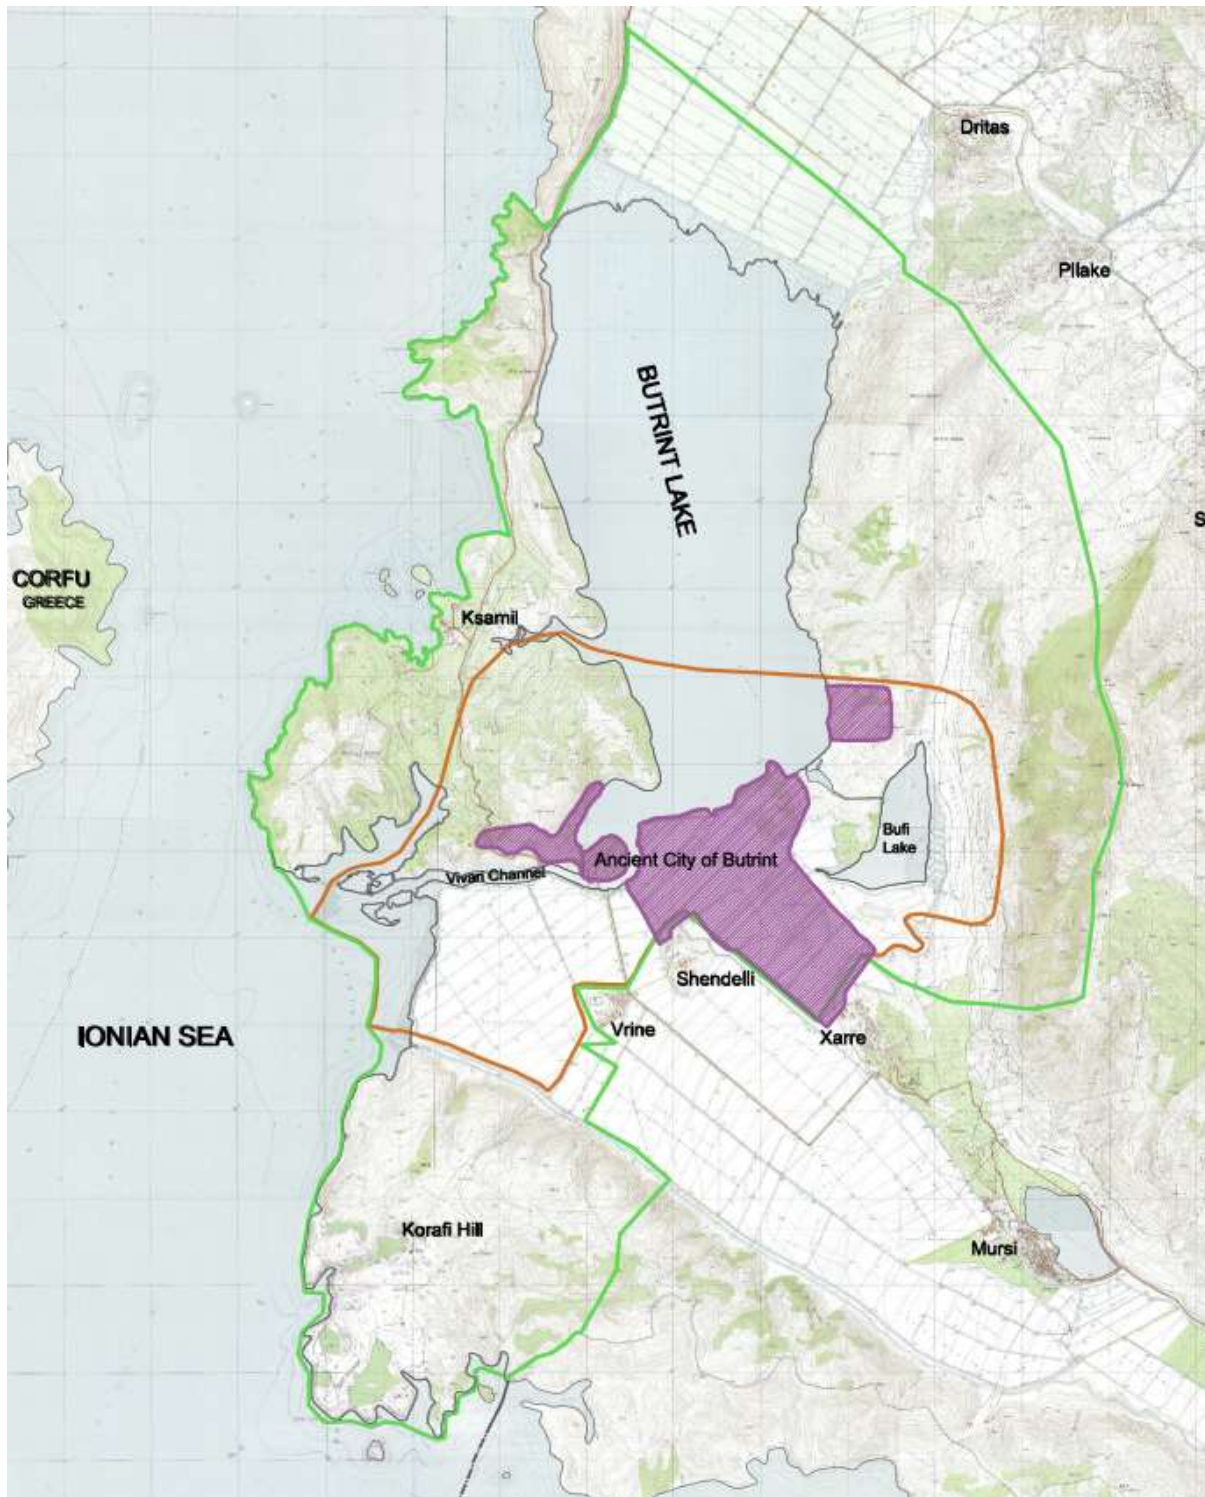 Dritas
Pllake
BUTRINT LAKE
S
CORFU
GREECE
Ksamil
Bufi
Lake
Ancient City of Butrint
Vivari Channel
Shendelli
IONIAN SEA
Vrine
Xarre
Korafi Hill
Mursi